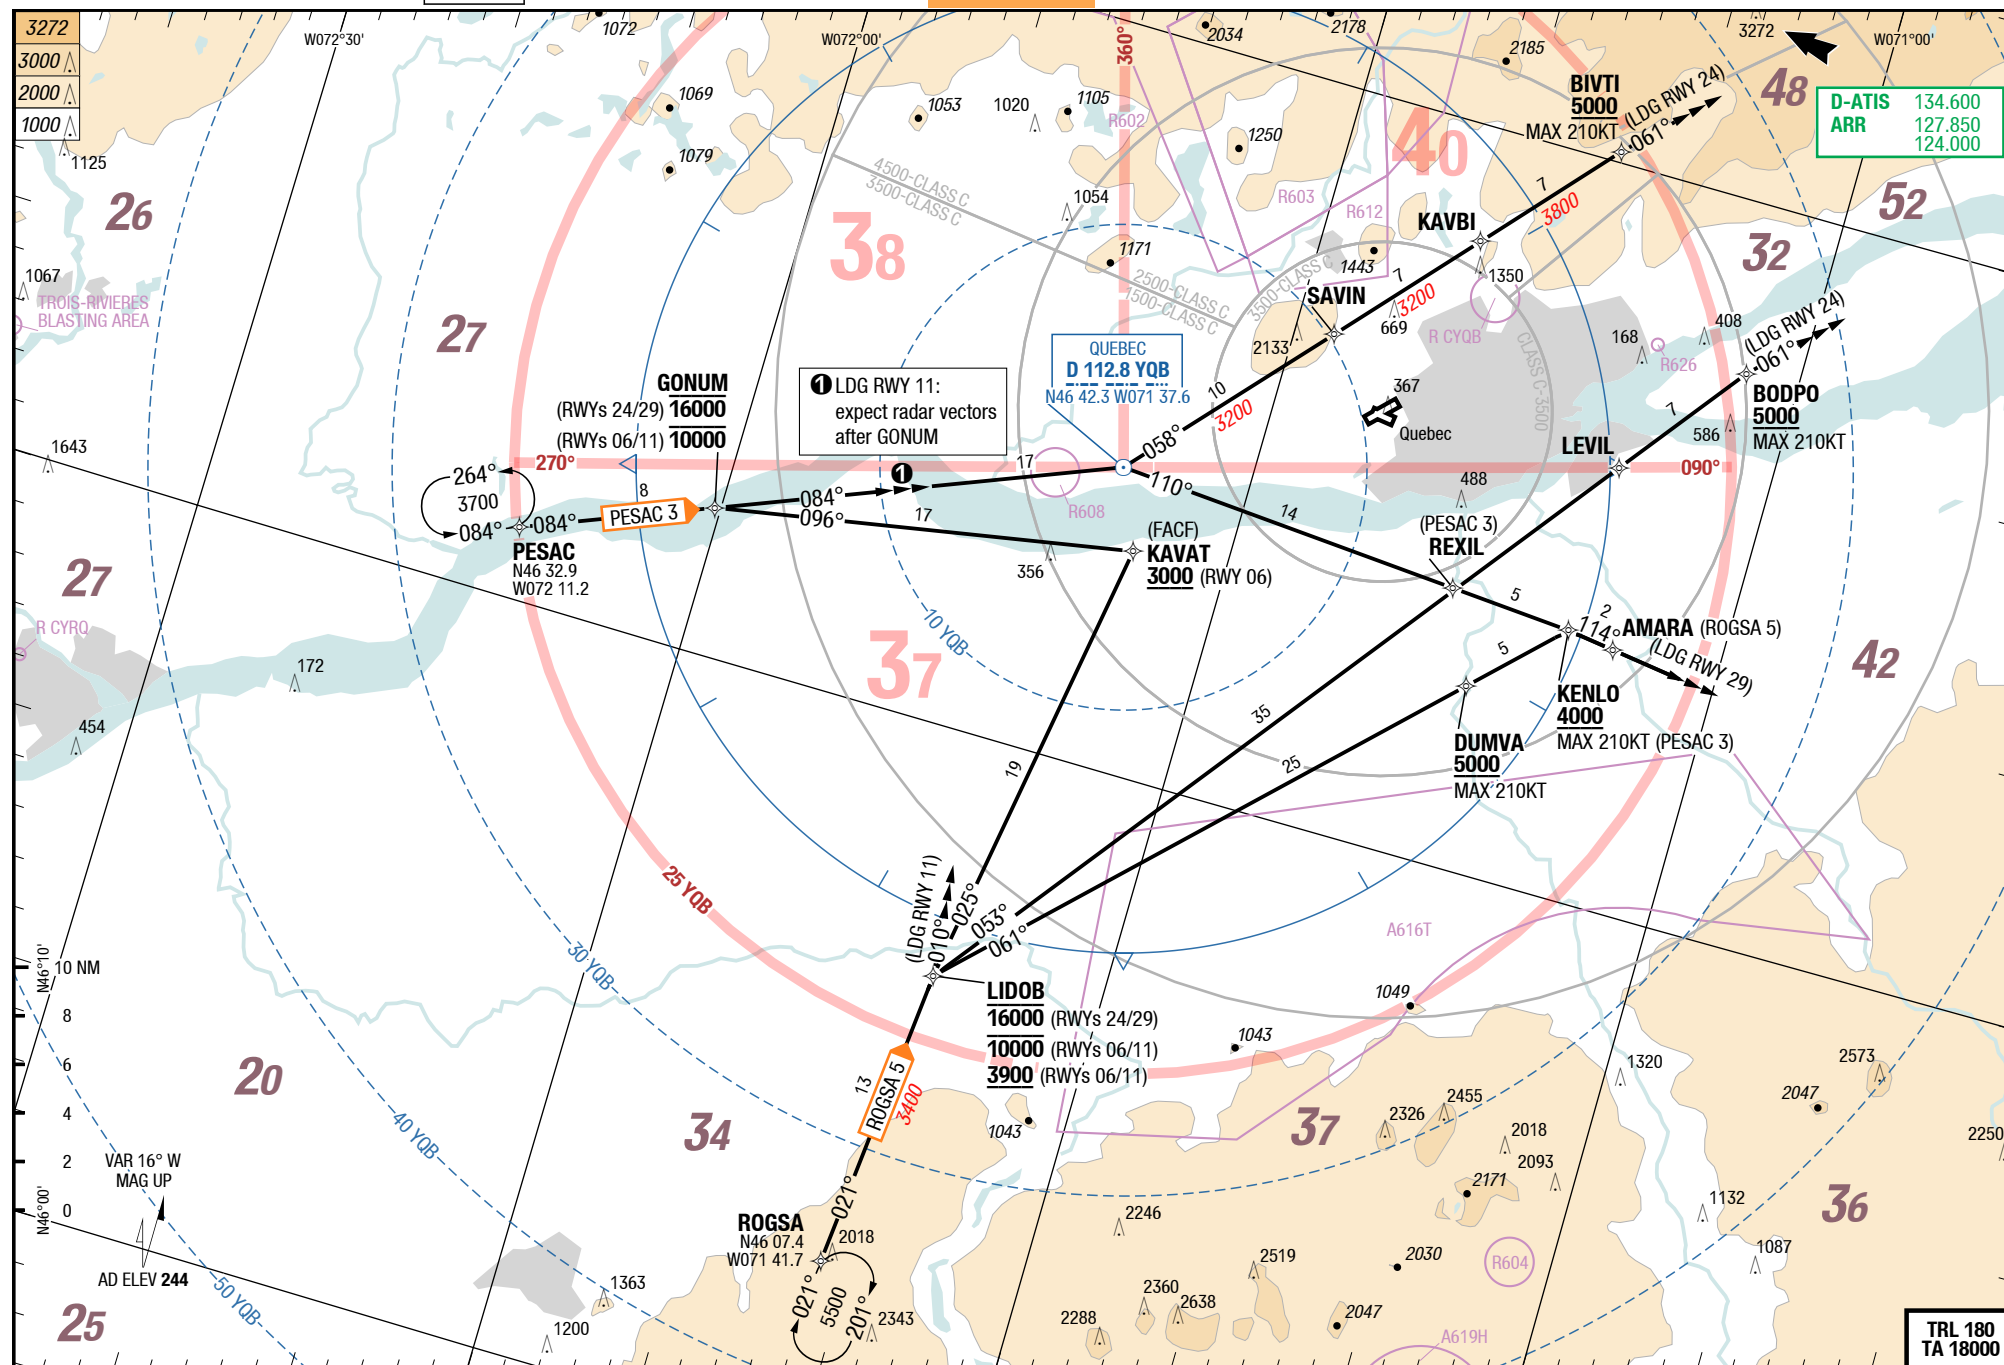 3272
3000
2000
1000
1125
W072°30'
1072
W072°00'
360°
2034
2178
3272
W071°00'
2185
48
BIVTI
5000
MAX 210KT
(LDG RWY 24)
061°
D-ATIS 134.600
ARR 127.850
124.000
1069
1053
1020
1105
R602
1250
40
1079
4500-CLASS C
3500-CLASS C
1054
R603
R612
KAVBI
7
3800
26
52
38
1171
2500-CLASS C
1500-CLASS C
3500-CLASS C
1443
1350
32
1067
TROIS-RIVIERES
BLASTING AREA
27
SAVIN
7
3200
669
R CYQB
CLASS C-3500
168
408
R626
(LDG RWY 24)
061°
2133
QUEBEC
D 112.8 YQB
N46 42.3 W071 37.6
10
3200
367
Quebec
GONUM
(RWYs 24/29) 16000
(RWYs 06/11) 10000
1 LDG RWY 11:
expect radar vectors
after GONUM
BODPO
5000
MAX 210KT
7
586
LEVIL
1643
270°
264°
3700
084°
084°
8
PESAC 3
084°
096°
1
17
17
R608
058°
110°
14
488
090°
PESAC
N46 32.9
W072 11.2
356
(FACF)
KAVAT
3000 (RWY 06)
(PESAC 3)
REXIL
27
R CYRQ
10 YQB
5
2
114°
AMARA (ROGSA 5)
(LDG RWY 29)
172
37
5
42
454
35
KENLO
4000
MAX 210KT (PESAC 3)
DUMVA
5000
MAX 210KT
19
25
25 YQB
(LDG RWY 11)
010°
025°
053°
061°
A616T
N46°10'
10 NM
30 YQB
LIDOB
16000 (RWYs 24/29)
10000 (RWYs 06/11)
3900 (RWYs 06/11)
1049
1043
8
6
4
2
0
20
13
ROGSA 5
3400
1320
2573
2047
40 YQB
34
1043
37
2326
2455
2018
2093
2250
VAR 16° W
MAG UP
2171
N46°00'
021°
ROGSA
N46 07.4
W071 41.7
2018
2246
1132
36
AD ELEV 244
2519
2030
R604
1087
50 YQB
1363
021°
5500
201°
2343
2360
2638
2288
2047
25
1200
A619H
TRL 180
TA 18000